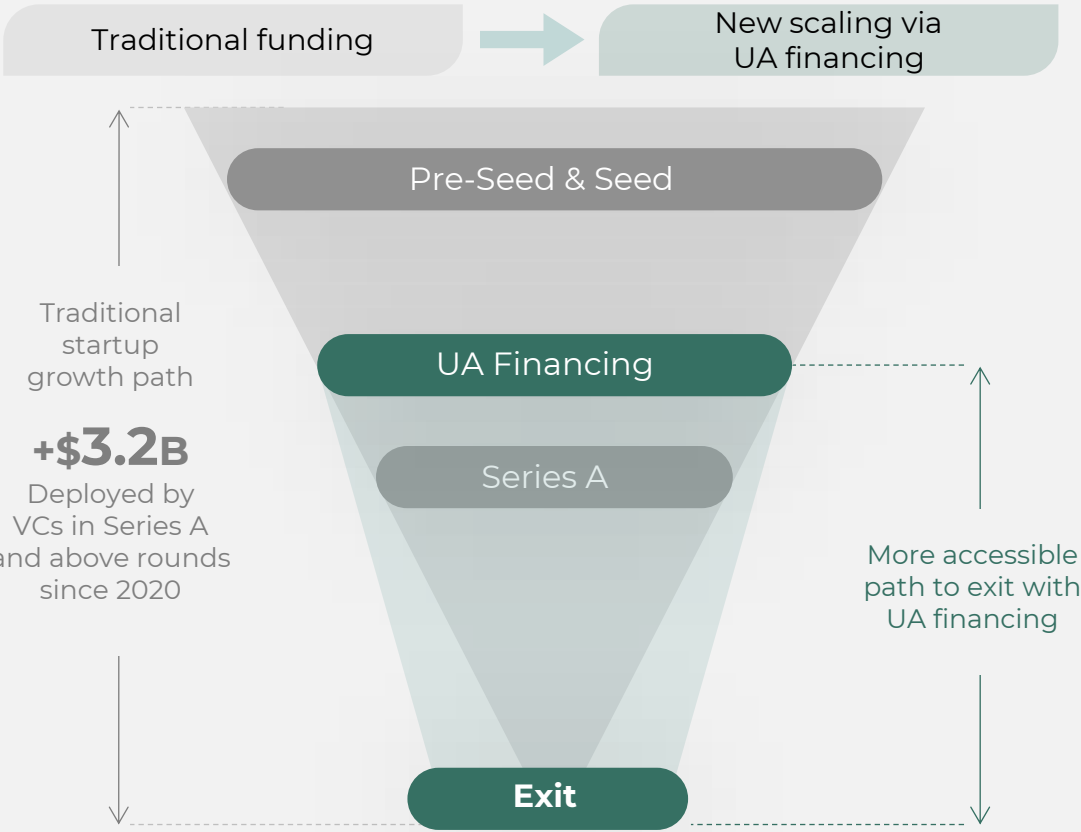 Traditional funding
New scaling via
UA financing
Pre-Seed & Seed
Traditional
startup
growth path
+$3.2B
Deployed by
VCs in Series A
and above rounds
since 2020
UA Financing
Series A
More accessible
path to exit with
UA financing
Exit